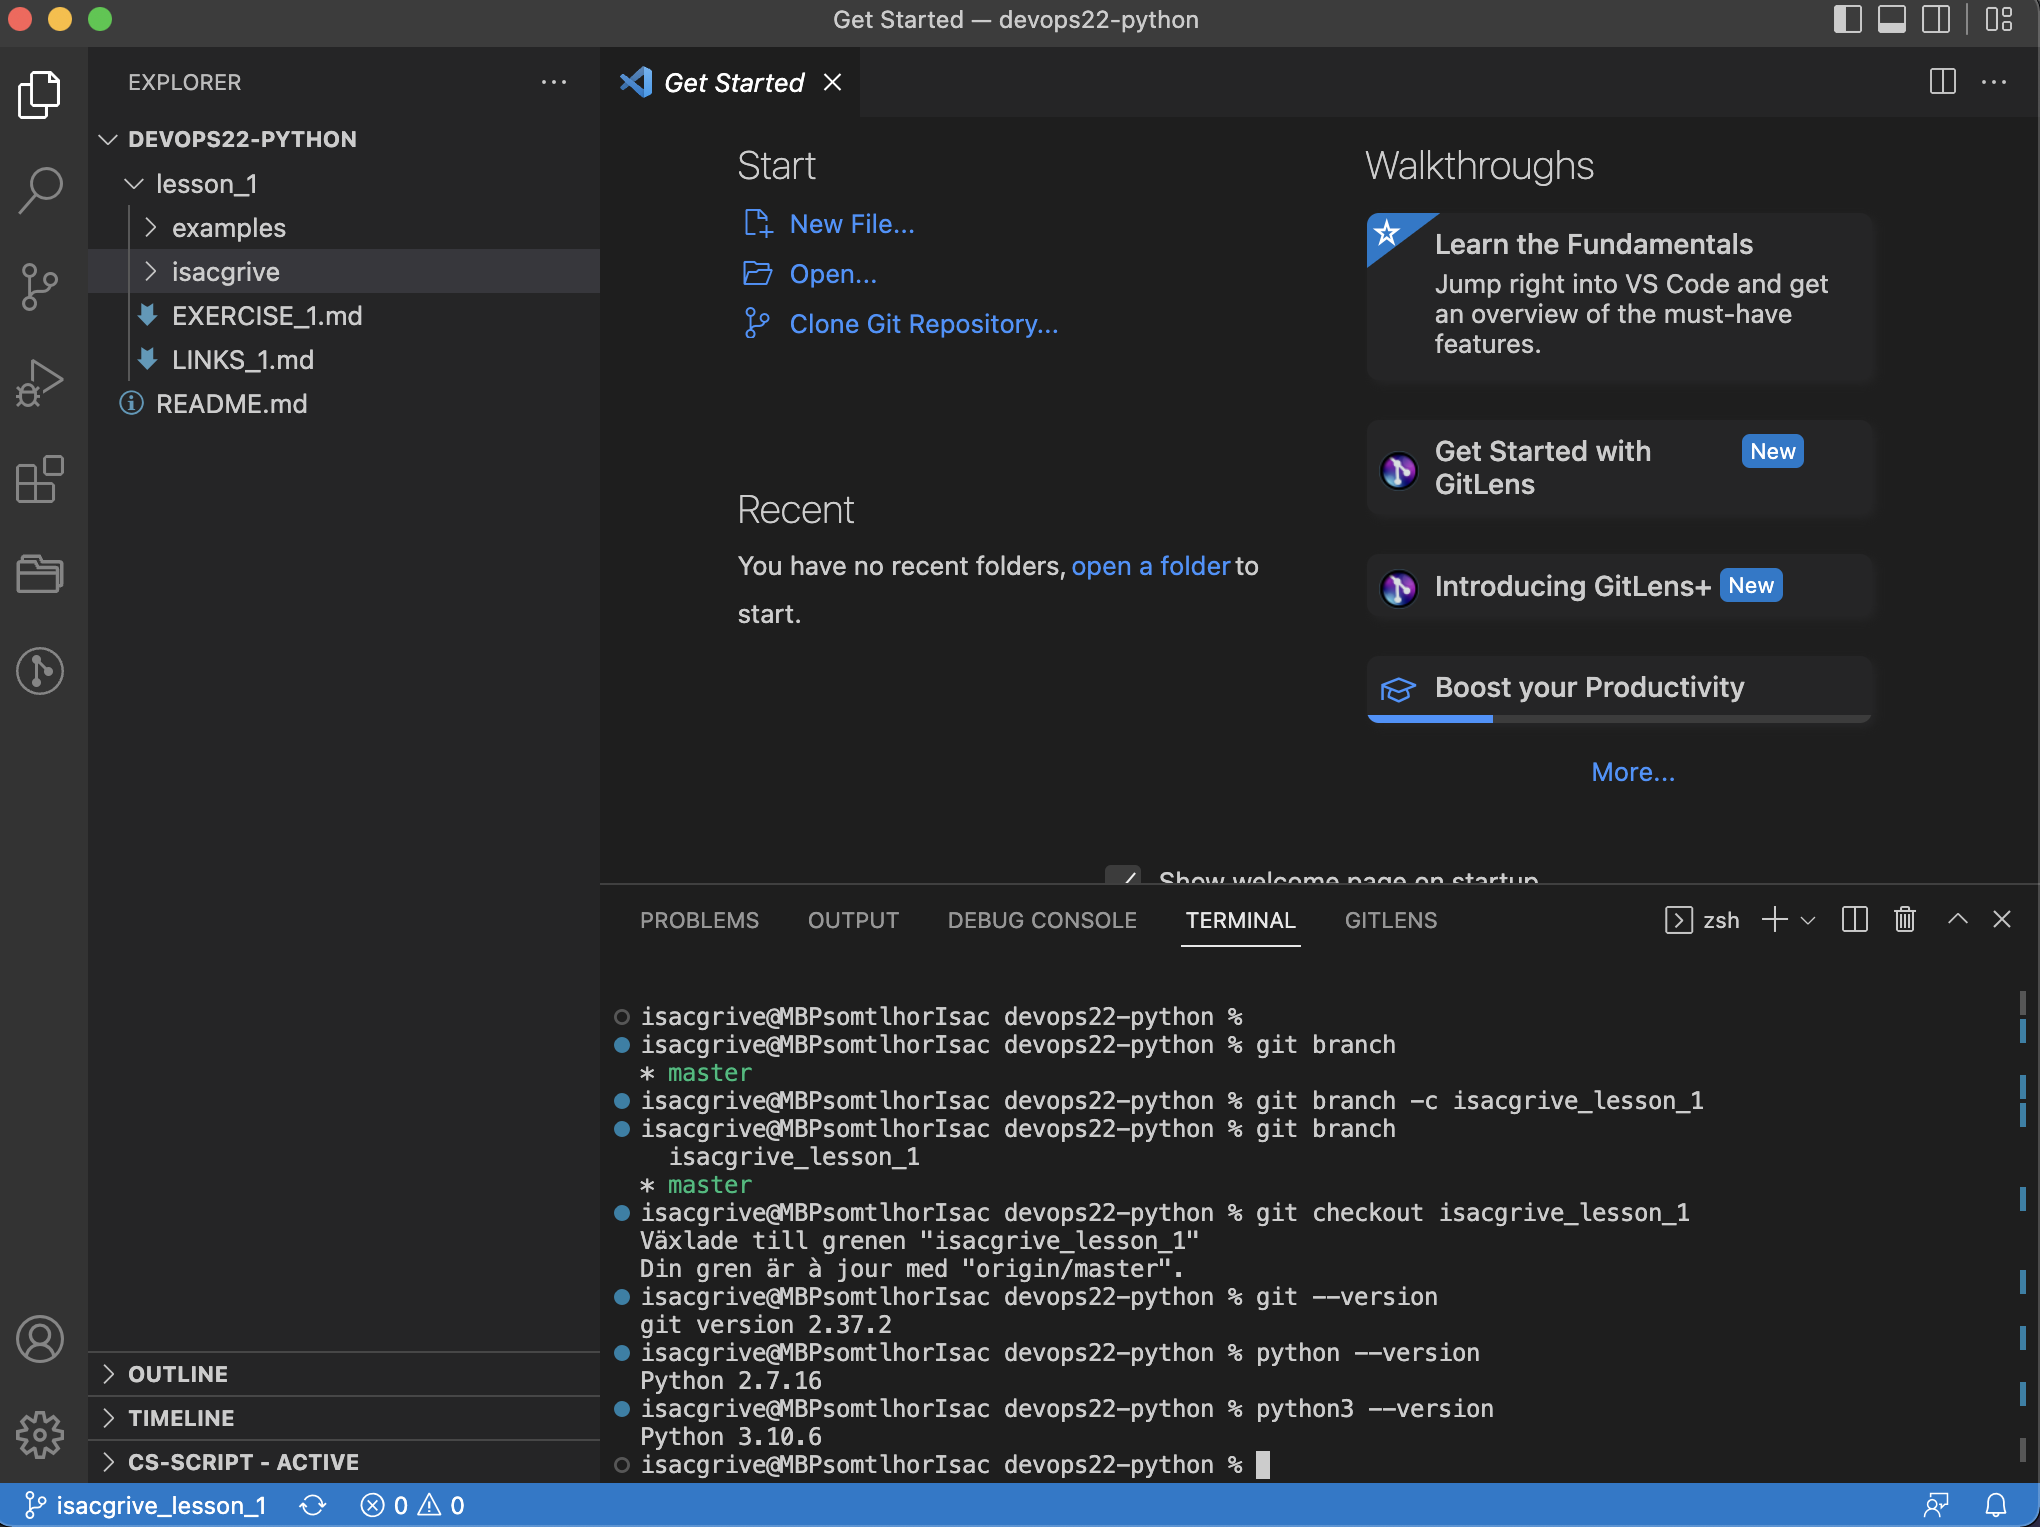 Get Started — devops22-python
EXPLORER
DEVOPS22-PYTHON
lesson_1
examples
isacgrive
EXERCISE_1.md
LINKS_1.md
README.md
OUTLINE
TIMELINE
CS-SCRIPT - ACTIVE
Get Started
Start
New File...
Open...
Clone Git Repository...
Recent
You have no recent folders, open a folder to
start.
Walkthroughs
Learn the Fundamentals
Jump right into VS Code and get
an overview of the must-have
features.
Get Started with
GitLens
New
Introducing GitLens+ New
Boost your Productivity
More...
Show welcome page on startup
PROBLEMS OUTPUT DEBUG CONSOLE TERMINAL GITLENS zsh
isacgrive@MBPsomtlhorIsac devops22-python %
isacgrive@MBPsomtlhorIsac devops22-python % git branch
* master
isacgrive@MBPsomtlhorIsac devops22-python % git branch -c isacgrive_lesson_1
isacgrive@MBPsomtlhorIsac devops22-python % git branch
isacgrive_lesson_1
* master
isacgrive@MBPsomtlhorIsac devops22-python % git checkout isacgrive_lesson_1
Växlade till grenen "isacgrive_lesson_1"
Din gren är à jour med "origin/master".
isacgrive@MBPsomtlhorIsac devops22-python % git --version
git version 2.37.2
isacgrive@MBPsomtlhorIsac devops22-python % python --version
Python 2.7.16
isacgrive@MBPsomtlhorIsac devops22-python % python3 --version
Python 3.10.6
isacgrive@MBPsomtlhorIsac devops22-python %
isacgrive_lesson_1 0 0